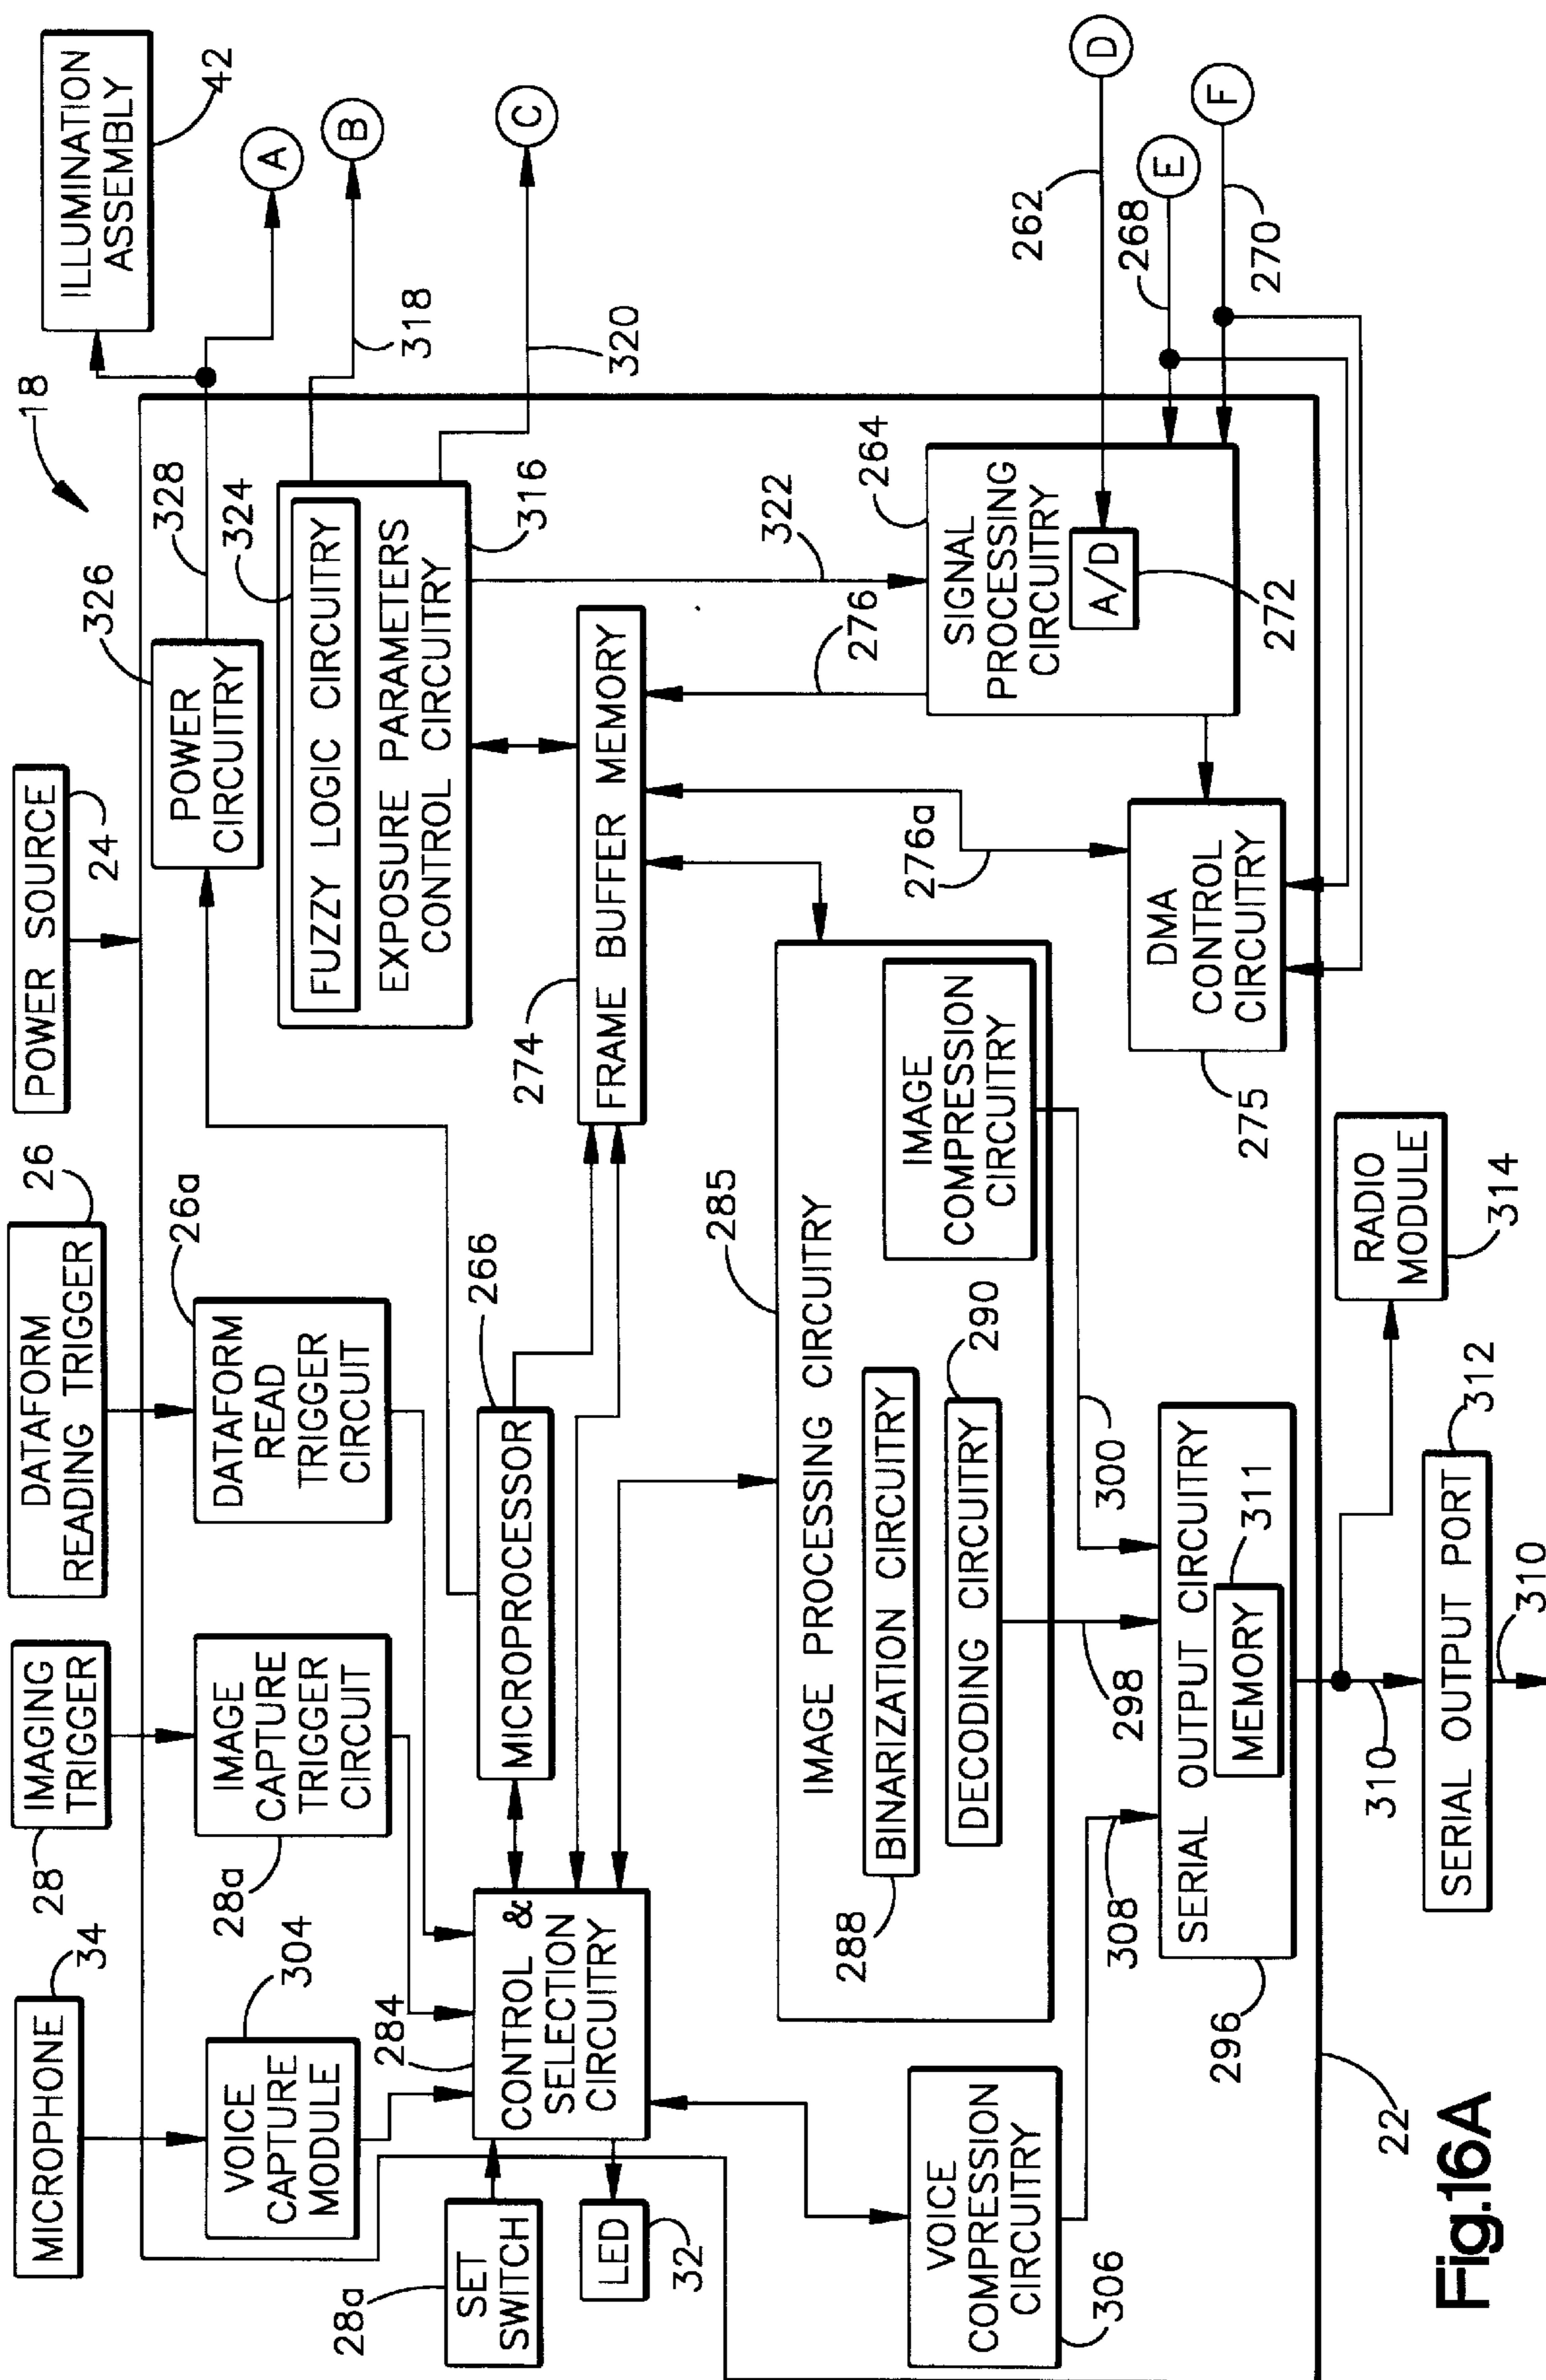 MICROPHONE
34
IMAGING
TRIGGER
28
DATAFORM
READING TRIGGER
26
POWER SOURCE
24
18
ILLUMINATION
ASSEMBLY
42
VOICE
CAPTURE
MODULE
304
IMAGE
CAPTURE
TRIGGER
CIRCUIT
28a
DATAFORM
READ
TRIGGER
CIRCUIT
26a
POWER
CIRCUITRY
326
328
A
SET
SWITCH
28a
LED
32
CONTROL &
SELECTION
CIRCUITRY
284
MICROPROCESSOR
266
FUZZY LOGIC CIRCUITRY
324
EXPOSURE PARAMETERS
CONTROL CIRCUITRY
316
318
B
320
C
FRAME BUFFER MEMORY
274
276
322
276a
VOICE
COMPRESSION
CIRCUITRY
306
IMAGE PROCESSING CIRCUITRY
285
BINARIZATION CIRCUITRY
288
DECODING CIRCUITRY
290
IMAGE
COMPRESSION
CIRCUITRY
SIGNAL
PROCESSING
CIRCUITRY
264
A/D
272
262
D
268
E
270
F
DMA
CONTROL
CIRCUITRY
275
308
298
300
SERIAL OUTPUT CIRCUITRY
296
MEMORY
311
22
310
RADIO
MODULE
314
SERIAL OUTPUT PORT
312
310
Fig.16A